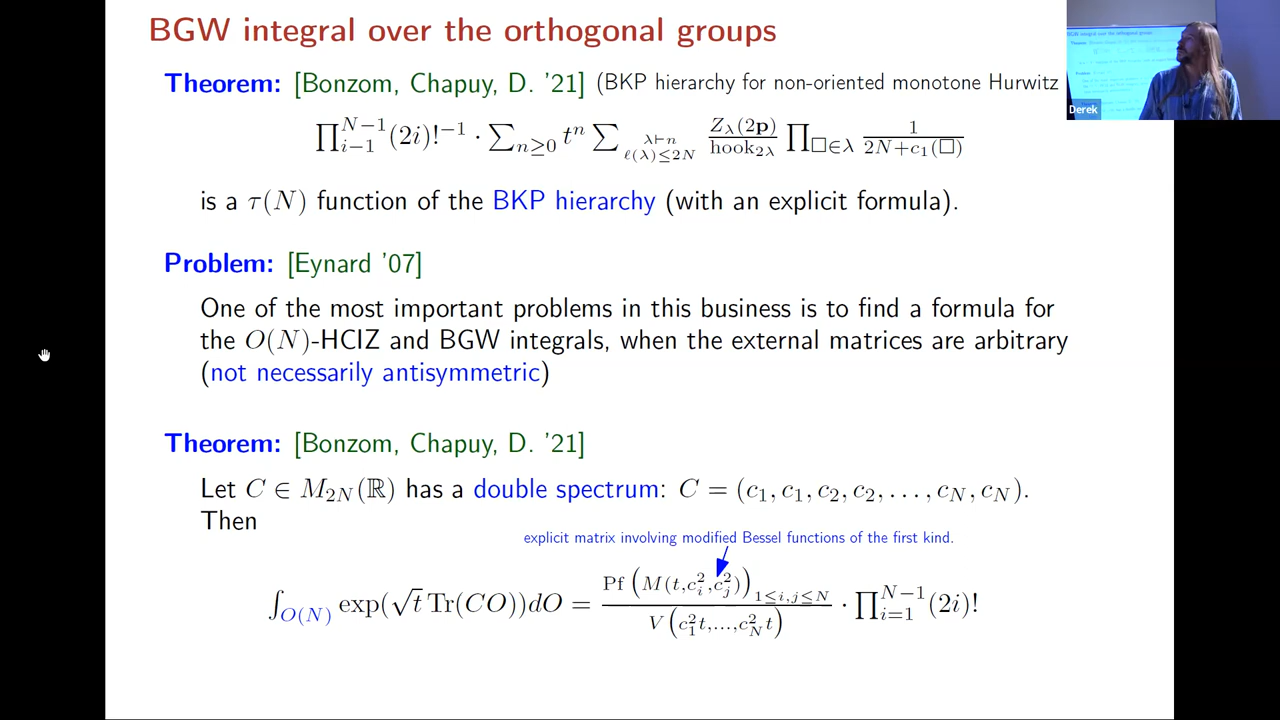 BGW integral over the orthogonal groups
Theorem: [Bonzom, Chapuy, D. '21] (BKP hierarchy for non-oriented monotone Hurwitz
∏_{i−1}^{N−1}(2i)!^{−1} · ∑_{n≥0} t^n ∑_{λ⊢n, ℓ(λ)≤2N} Z_λ(2p)/hook_{2λ} ∏_{□∈λ} 1/(2N+c_1(□))
is a τ(N) function of the BKP hierarchy (with an explicit formula).
Problem: [Eynard '07]
One of the most important problems in this business is to find a formula for
the O(N)-HCIZ and BGW integrals, when the external matrices are arbitrary
(not necessarily antisymmetric)
Theorem: [Bonzom, Chapuy, D. '21]
Let C ∈ M_{2N}(ℝ) has a double spectrum: C = (c_1, c_1, c_2, c_2, . . . , c_N, c_N).
Then
explicit matrix involving modified Bessel functions of the first kind.
∫_{O(N)} exp(√t Tr(CO))dO = Pf(M(t,c_i^2,c_j^2))_{1≤i,j≤N} / V(c_1^2t,...,c_N^2t) · ∏_{i=1}^{N−1}(2i)!
Derek